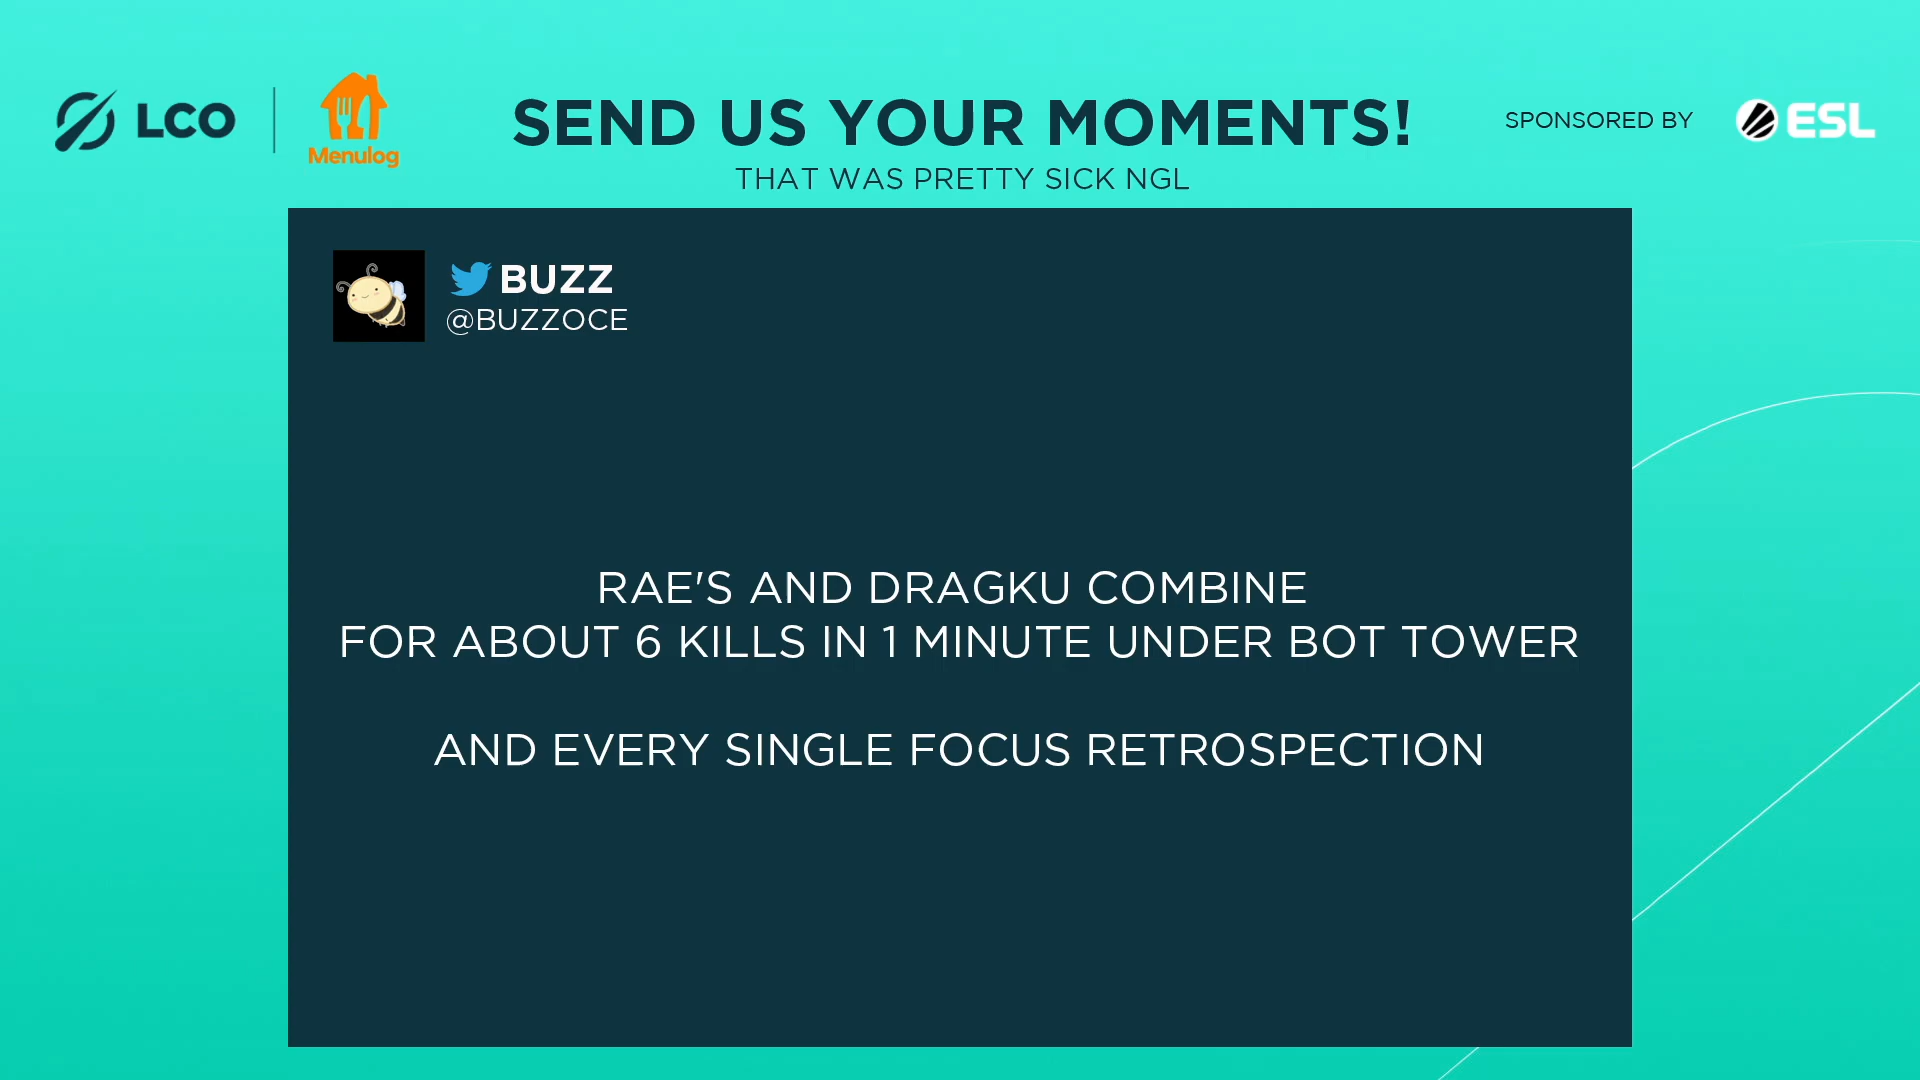 LCO
Menulog
SEND US YOUR MOMENTS!
THAT WAS PRETTY SICK NGL
SPONSORED BY
ESL
BUZZ
@BUZZOCE
RAE'S AND DRAGKU COMBINE
FOR ABOUT 6 KILLS IN 1 MINUTE UNDER BOT TOWER
AND EVERY SINGLE FOCUS RETROSPECTION